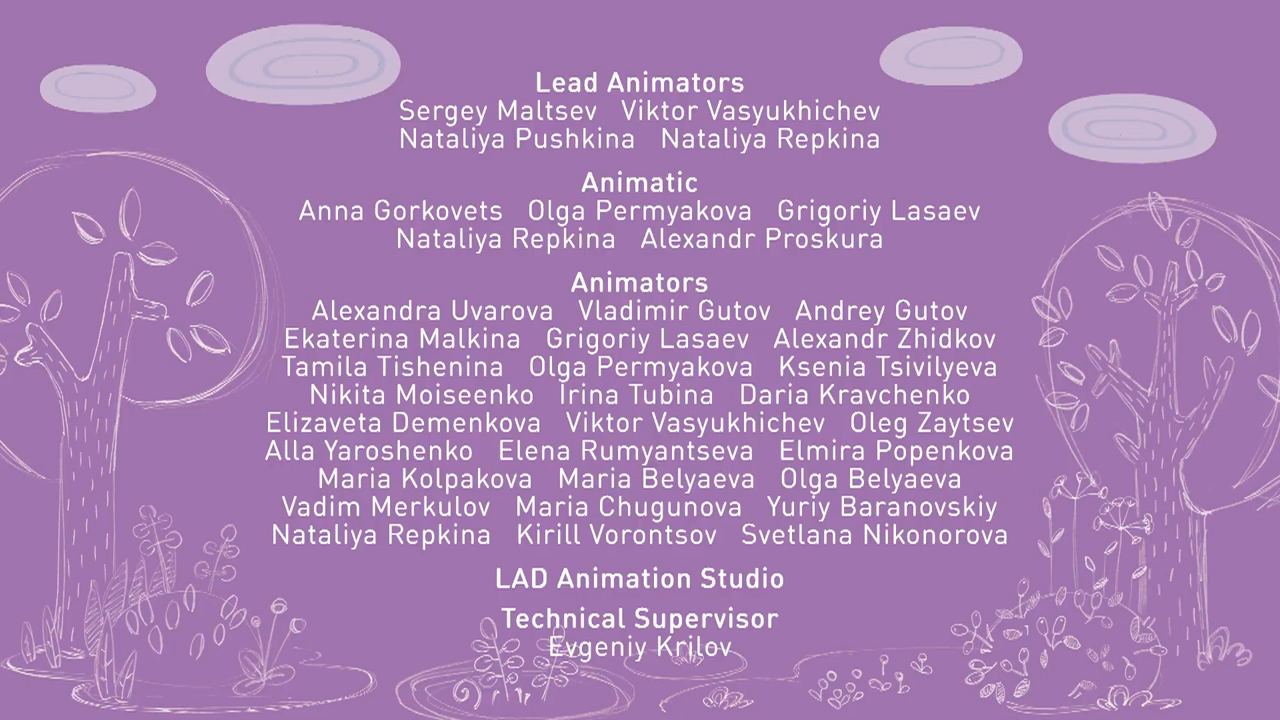 Lead Animators
Sergey Maltsev Viktor Vasyukhichev
Nataliya Pushkina Nataliya Repkina
Animatic
Anna Gorkovets Olga Permyakova Grigoriy Lasaev
Nataliya Repkina Alexandr Proskura
Animators
Alexandra Uvarova Vladimir Gutov Andrey Gutov
Ekaterina Malkina Grigoriy Lasaev Alexandr Zhidkov
Tamila Tishenina Olga Permyakova Ksenia Tsivilyeva
Nikita Moiseenko Irina Tubina Daria Kravchenko
Elizaveta Demenkova Viktor Vasyukhichev Oleg Zaytsev
Alla Yaroshenko Elena Rumyantseva Elmira Popenkova
Maria Kolpakova Maria Belyaeva Olga Belyaeva
Vadim Merkulov Maria Chugunova Yuriy Baranovskiy
Nataliya Repkina Kirill Vorontsov Svetlana Nikonorova
LAD Animation Studio
Technical Supervisor
Evgeniy Krilov